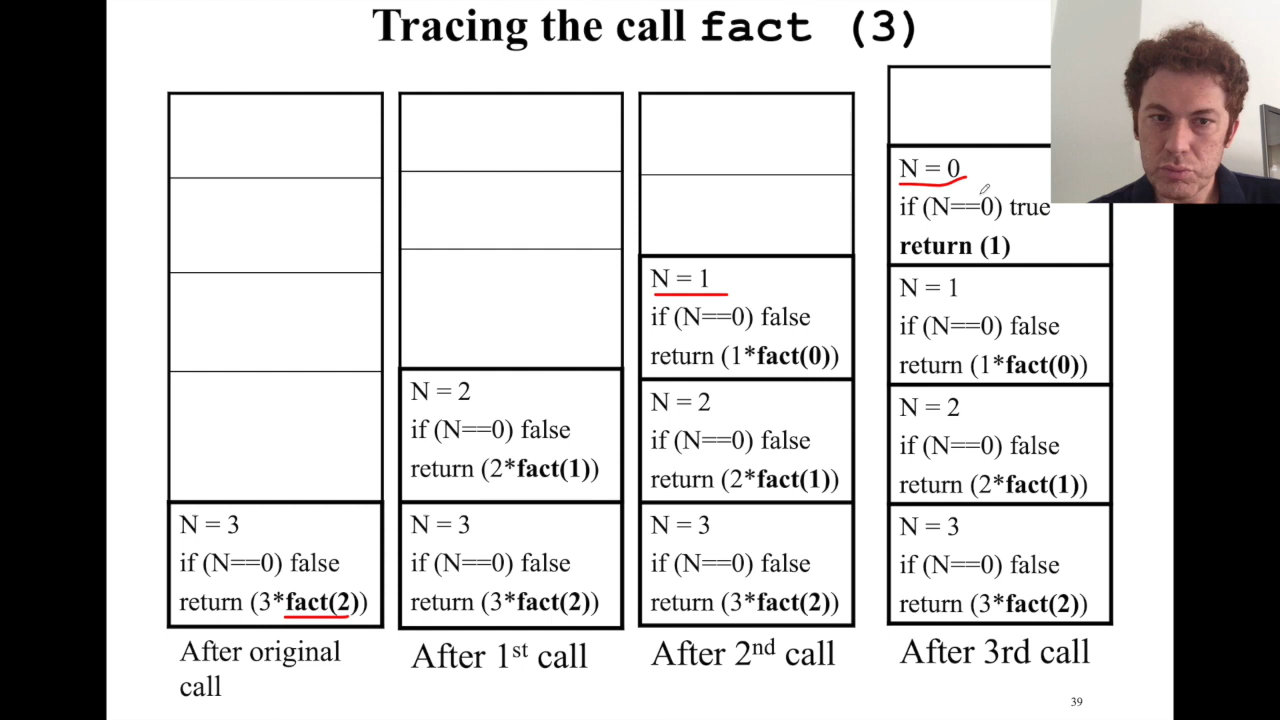 Tracing the call fact (3)
N = 3
if (N==0) false
return (3*fact(2))
After original
call
N = 2
if (N==0) false
return (2*fact(1))
N = 3
if (N==0) false
return (3*fact(2))
After 1st call
N = 1
if (N==0) false
return (1*fact(0))
N = 2
if (N==0) false
return (2*fact(1))
N = 3
if (N==0) false
return (3*fact(2))
After 2nd call
N = 0
if (N==0) true
return (1)
N = 1
if (N==0) false
return (1*fact(0))
N = 2
if (N==0) false
return (2*fact(1))
N = 3
if (N==0) false
return (3*fact(2))
After 3rd call
39